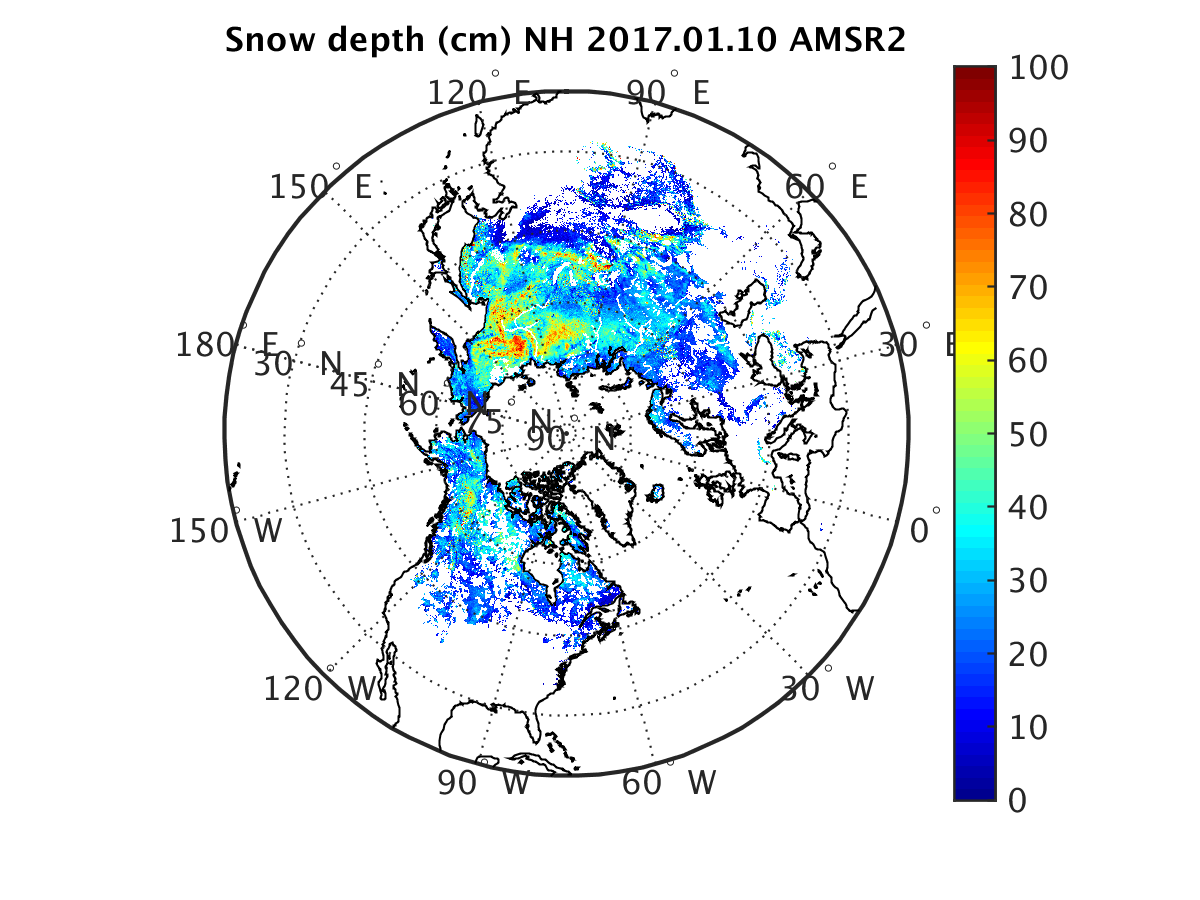 Snow depth (cm) NH 2017.01.10 AMSR2
120° E
90° E
150° E
60° E
180° E
30° E
30° N
45° N
60° N
75° N
90° N
150° W
0°
120° W
30° W
90° W
60° W
100
90
80
70
60
50
40
30
20
10
0